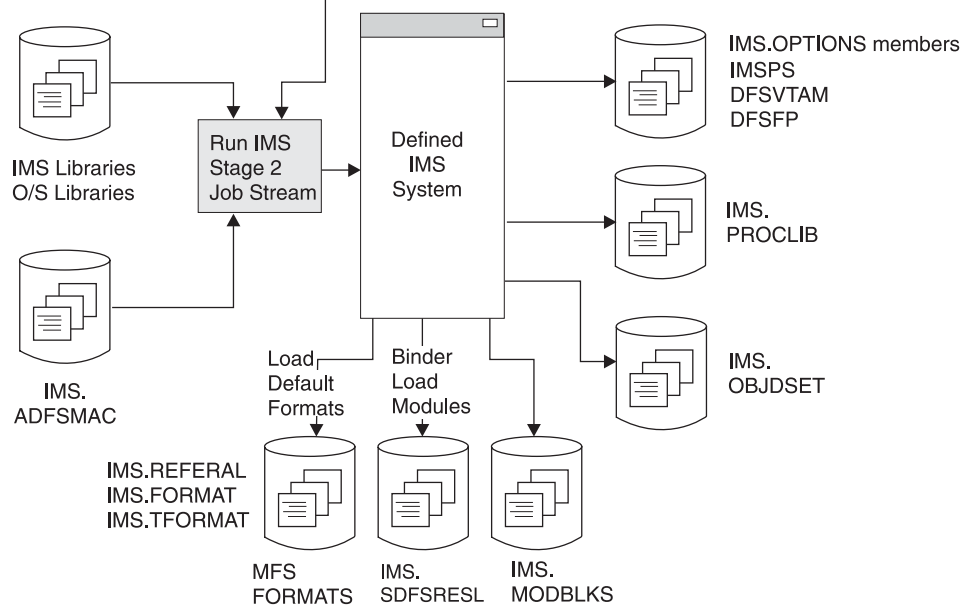 IMS Libraries
O/S Libraries
Run IMS
Stage 2
Job Stream
Defined
IMS
System
IMS.OPTIONS members
IMSPS
DFSVTAM
DFSFP
IMS.
PROCLIB
IMS.
ADFSMAC
Load
Default
Formats
Binder
Load
Modules
IMS.
OBJDSET
IMS.REFERAL
IMS.FORMAT
IMS.TFORMAT
MFS
FORMATS
IMS.
SDFSRESL
IMS.
MODBLKS